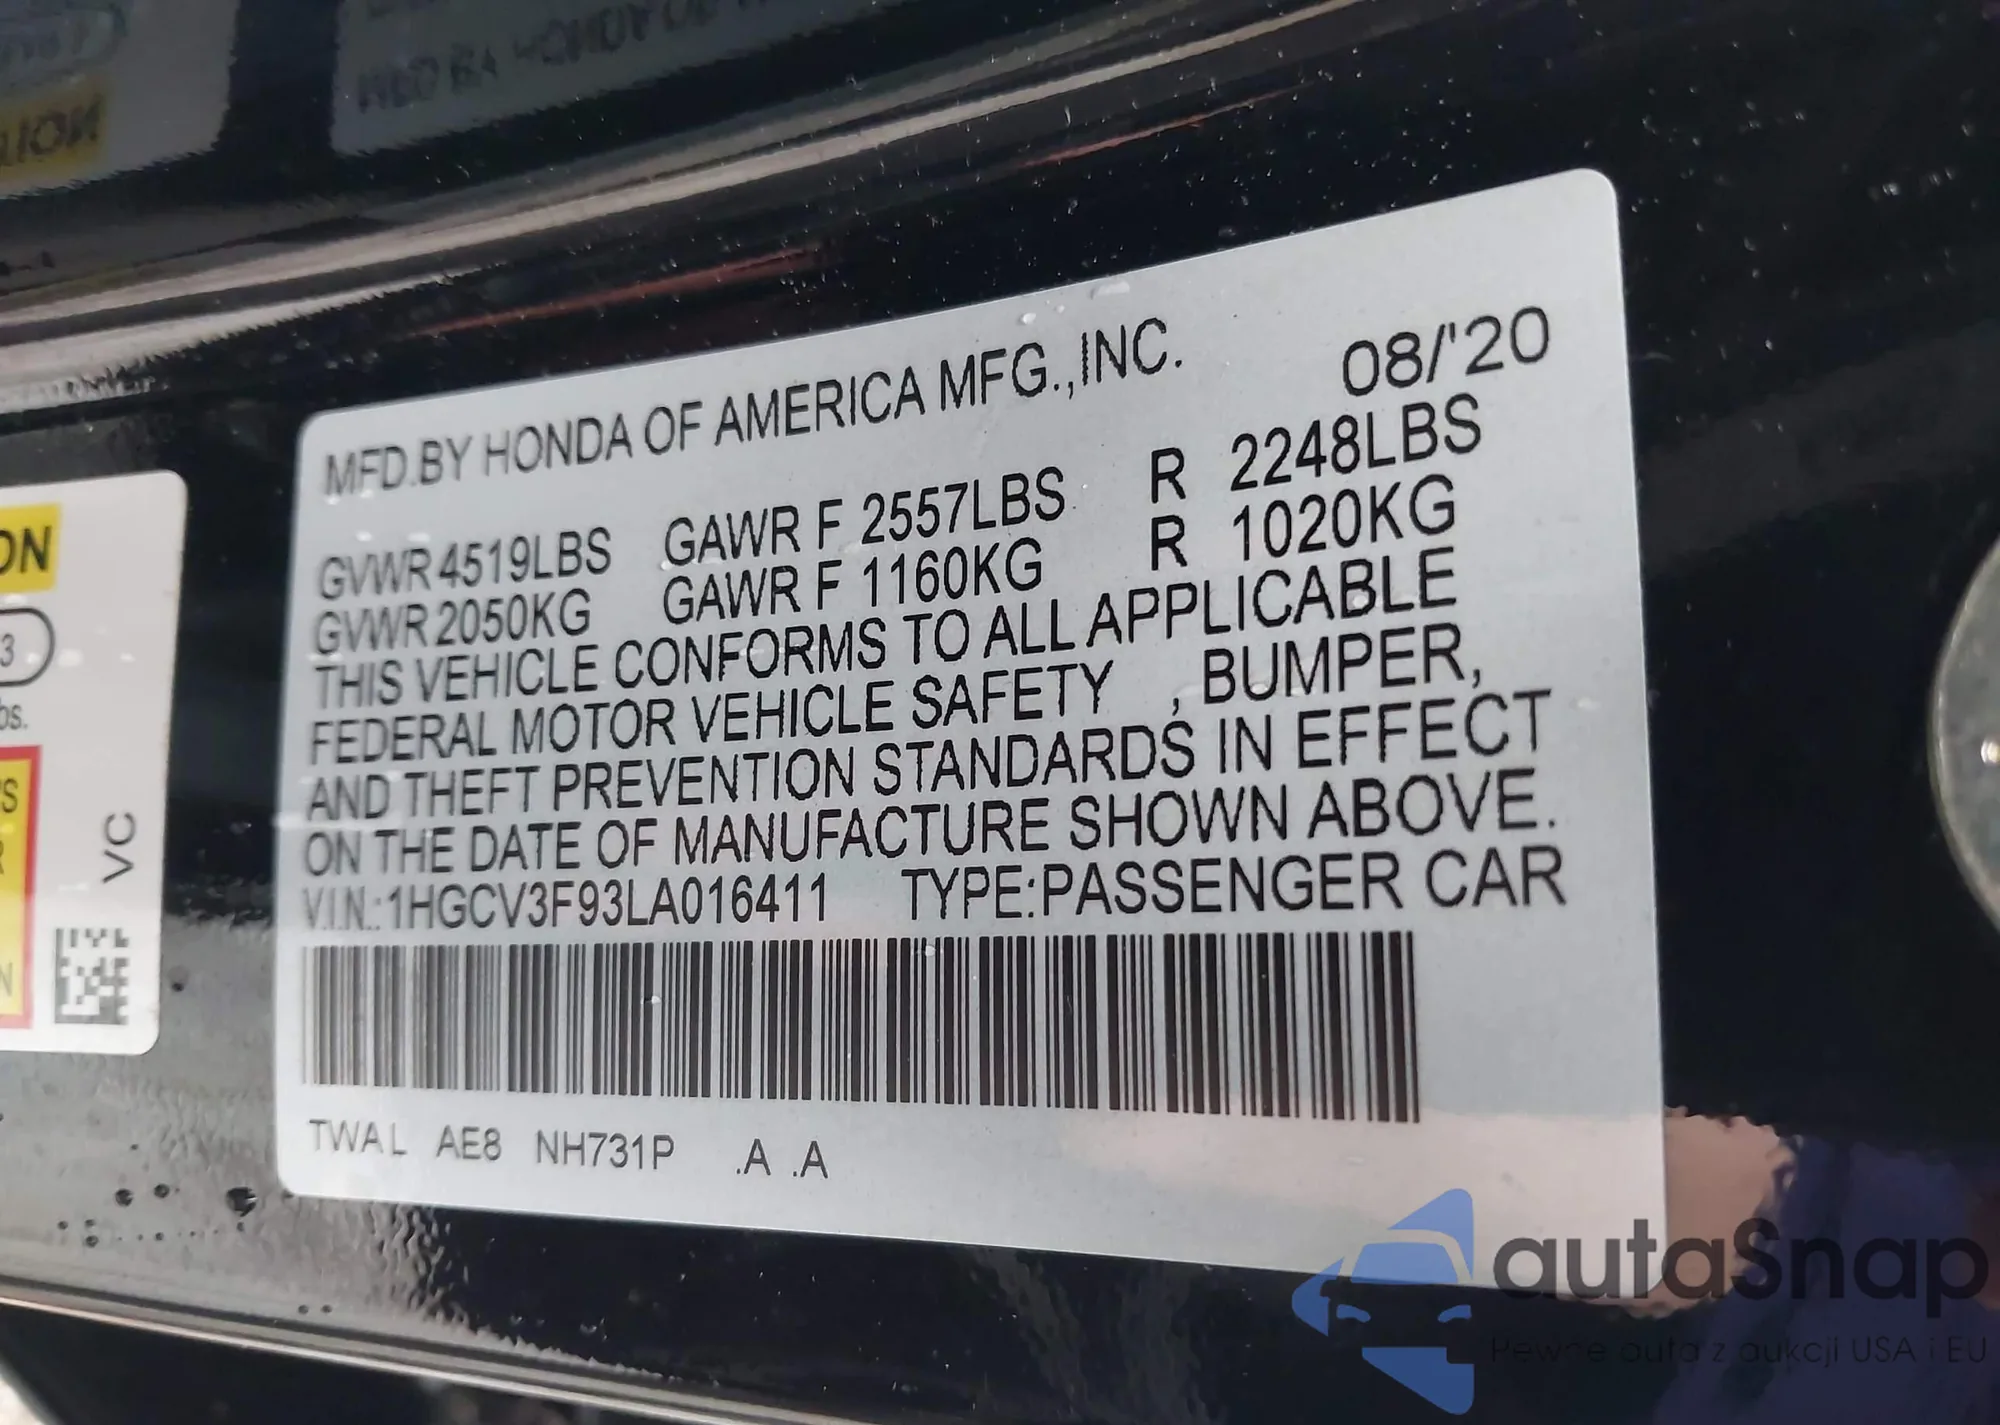 MFD.BY HONDA OF AMERICA MFG.,INC. 08/'20
GVWR 4519LBS GAWR F 2557LBS R 2248LBS
GVWR 2050KG GAWR F 1160KG R 1020KG
THIS VEHICLE CONFORMS TO ALL APPLICABLE
FEDERAL MOTOR VEHICLE SAFETY , BUMPER,
AND THEFT PREVENTION STANDARDS IN EFFECT
ON THE DATE OF MANUFACTURE SHOWN ABOVE.
V.I.N.:1HGCV3F93LA016411 TYPE:PASSENGER CAR
TWAL AE8 NH731P .A .A
VC
autaSnap
Pewne auta z aukcji USA i EU